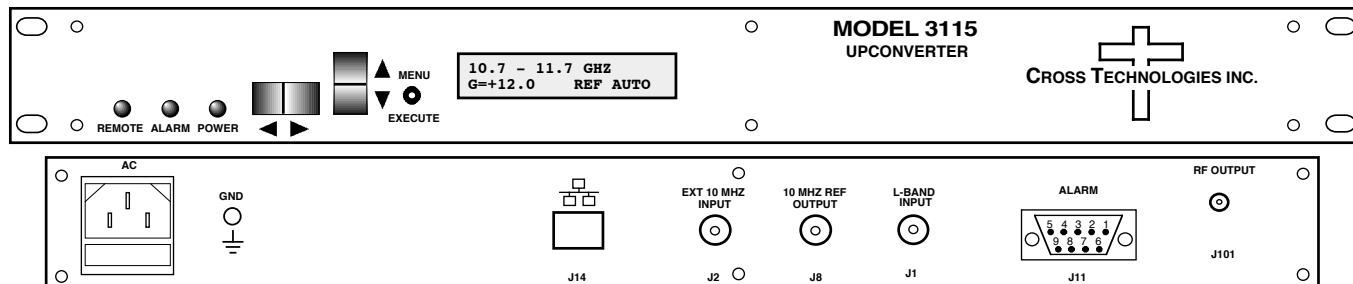 MODEL 3115
UPCONVERTER
CROSS TECHNOLOGIES INC.
10.7 - 11.7 GHZ
G=+12.0 REF AUTO
MENU
EXECUTE
REMOTE ALARM POWER
AC
GND
J14
EXT 10 MHZ
INPUT
J2
10 MHZ REF
OUTPUT
J8
L-BAND
INPUT
J1
ALARM
5 4 3 2 1
9 8 7 6
J11
RF OUTPUT
J101